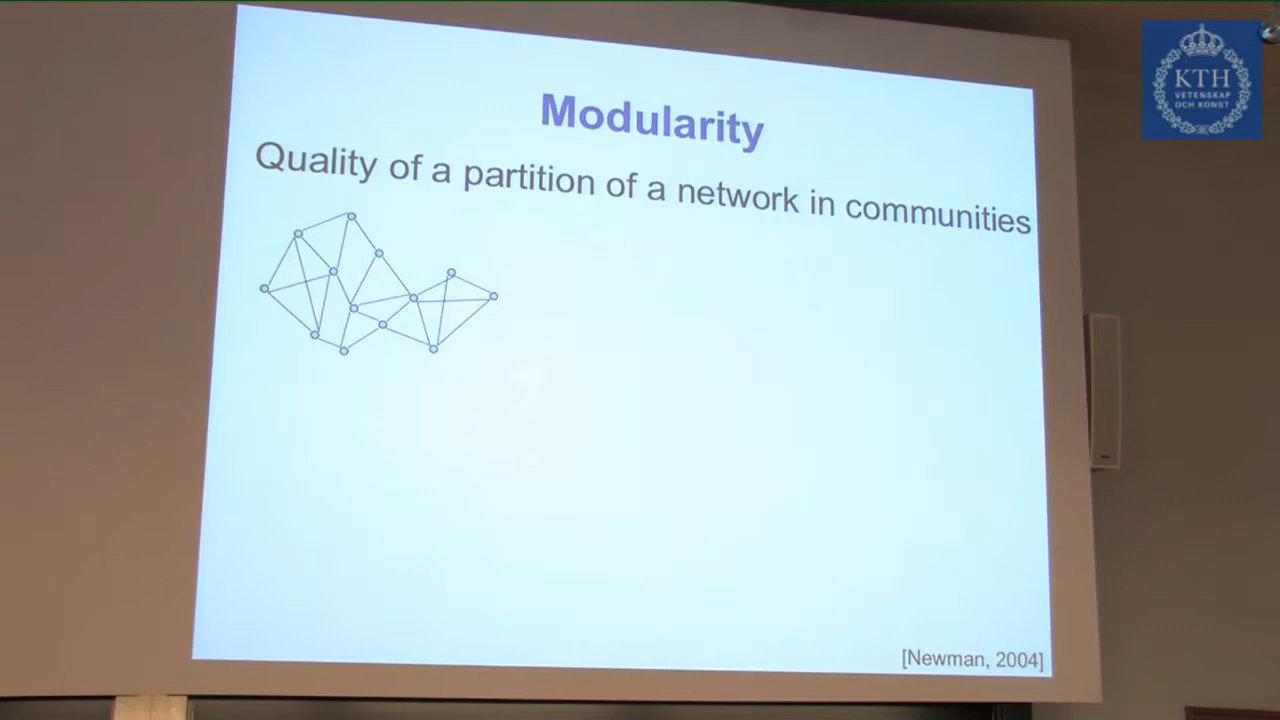 Modularity
Quality of a partition of a network in communities
[Newman, 2004]
KTH
VETENSKAP
OCH KONST